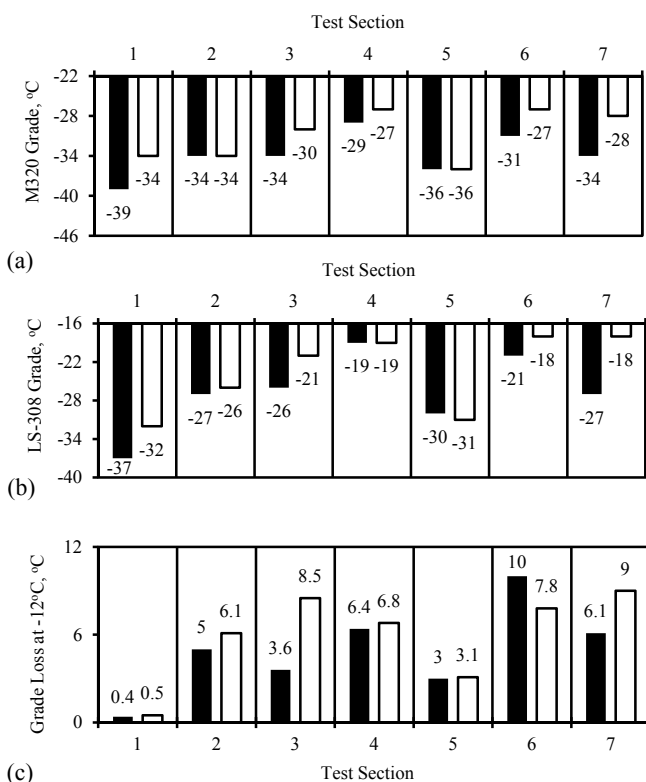 Test Section
1 2 3 4 5 6 7
M320 Grade, °C
-22
-28
-34
-40
-46
-39 -34 -34 -34 -34 -30 -29 -27 -36 -36 -31 -27 -34 -28
(a)
Test Section
1 2 3 4 5 6 7
LS-308 Grade, °C
-16
-22
-28
-34
-40
-37 -32 -27 -26 -26 -21 -19 -19 -30 -31 -21 -18 -27 -18
(b)
Grade Loss at -12°C, °C
12
6
0
0.4 0.5 5 6.1 3.6 8.5 6.4 6.8 3 3.1 10 7.8 6.1 9
1 2 3 4 5 6 7
(c)
Test Section